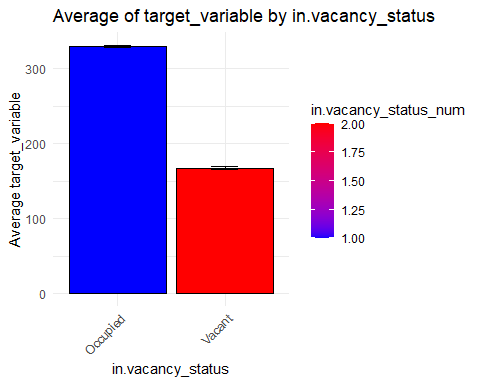 Average of target_variable by in.vacancy_status
Average target_variable
300
200
100
0
Occupied
Vacant
in.vacancy_status
in.vacancy_status_num
2.00
1.75
1.50
1.25
1.00